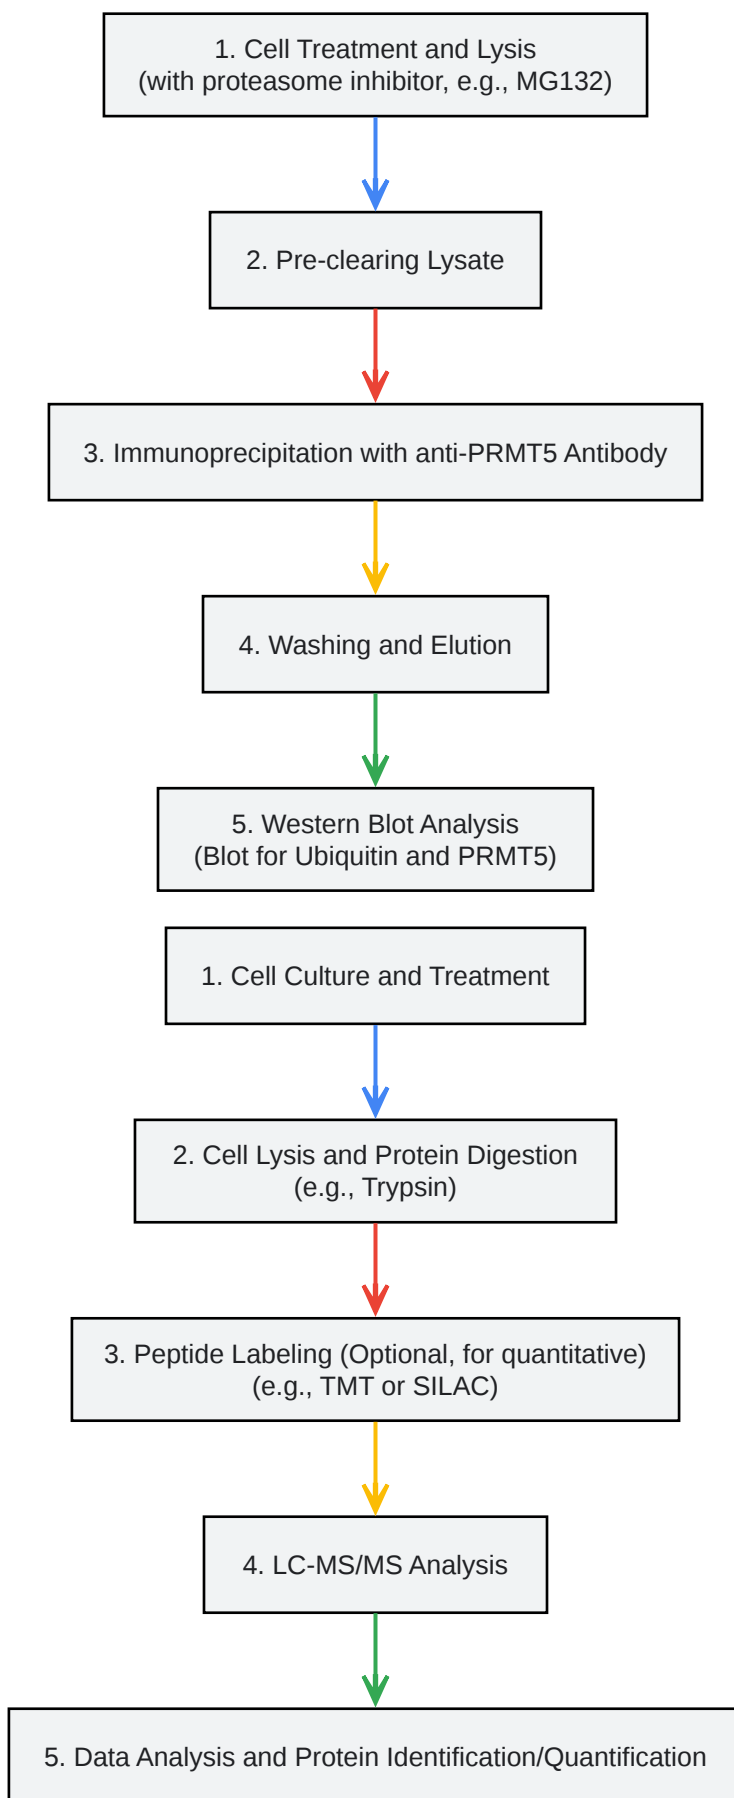 1. Cell Treatment and Lysis
(with proteasome inhibitor, e.g., MG132)
2. Pre-clearing Lysate
3. Immunoprecipitation with anti-PRMT5 Antibody
4. Washing and Elution
5. Western Blot Analysis
(Blot for Ubiquitin and PRMT5)
1. Cell Culture and Treatment
2. Cell Lysis and Protein Digestion
(e.g., Trypsin)
3. Peptide Labeling (Optional, for quantitative)
(e.g., TMT or SILAC)
4. LC-MS/MS Analysis
5. Data Analysis and Protein Identification/Quantification